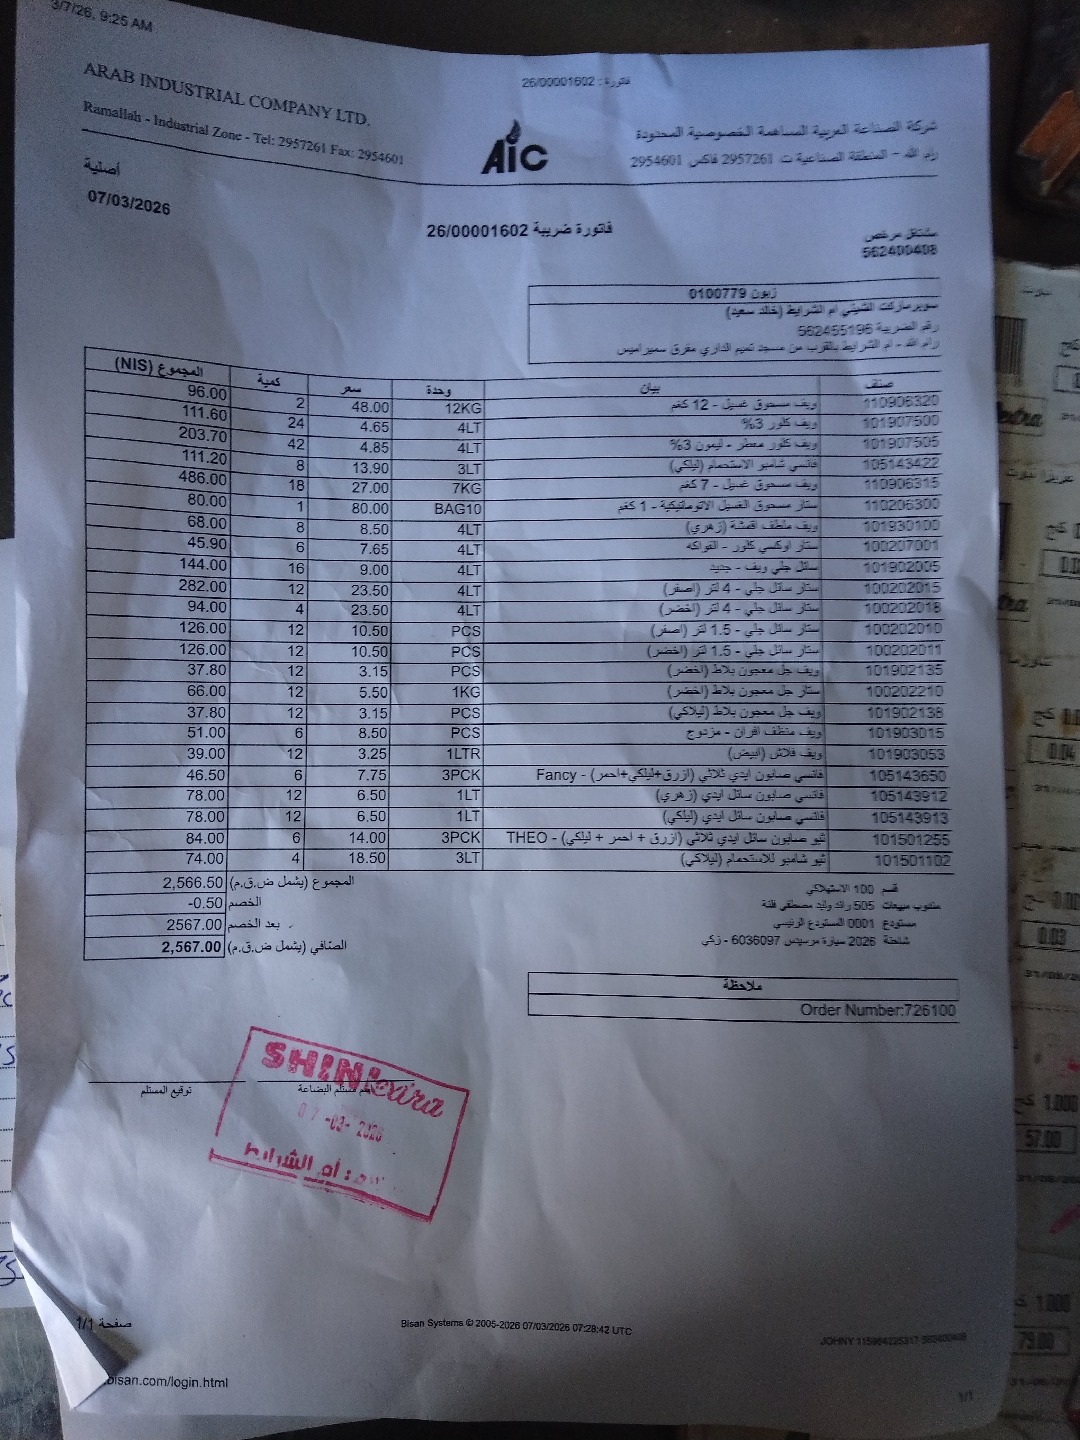 3/7/26, 9:25 AM
فاتورة : 26/00001602
ARAB INDUSTRIAL COMPANY LTD.
Ramallah - Industrial Zone - Tel: 2957261 Fax: 2954601
AIC
شركة الصناعة العربية المساهمة الخصوصية المحدودة
رام الله - المنطقة الصناعية ت 2957261 فاكس 2954601
أصلية
07/03/2026
فاتورة ضريبة 26/00001602
مشتغل مرخص
562400408
زبون 0100779
سوبرماركت الشيني ام الشرايط (خالد سعيد)
رقم الضريبة 562455196
رام الله - ام الشرايط بالقرب من مسجد تميم الداري مفرق سميراميس
صنف بيان وحدة سعر كمية المجموع (NIS)
110906320 ويف مسحوق غسيل - 12 كغم 12KG 48.00 2 96.00
101907500 ويف كلور 3% 4LT 4.65 24 111.60
101907505 ويف كلور معطر - ليمون 3% 4LT 4.85 42 203.70
105143422 فانسي شامبو الاستحمام (ليلكي) 3LT 13.90 8 111.20
110906315 ويف مسحوق غسيل - 7 كغم 7KG 27.00 18 486.00
110206300 ستار مسحوق الغسيل الاتوماتيكية - 1 كغم BAG10 80.00 1 80.00
101930100 ويف ملطف اقمشة (زهري) 4LT 8.50 8 68.00
100207001 ستار اوكسي كلور - الفواكه 4LT 7.65 6 45.90
101902005 سائل جلي ويف - جديد 4LT 9.00 16 144.00
100202015 ستار سائل جلي - 4 لتر (اصفر) 4LT 23.50 12 282.00
100202018 ستار سائل جلي - 4 لتر (اخضر) 4LT 23.50 4 94.00
100202010 ستار سائل جلي - 1.5 لتر (اصفر) PCS 10.50 12 126.00
100202011 ستار سائل جلي - 1.5 لتر (اخضر) PCS 10.50 12 126.00
101902135 ويف جل معجون بلاط (اخضر) PCS 3.15 12 37.80
100202210 ستار جل معجون بلاط (اخضر) 1KG 5.50 12 66.00
101902138 ويف جل معجون بلاط (ليلاكي) PCS 3.15 12 37.80
101903015 ويف منظف افران - مزدوج PCS 8.50 6 51.00
101903053 ويف فلاش (ابيض) 1LTR 3.25 12 39.00
105143650 فانسي صابون ايدي ثلاثي (ازرق+ليلكي+احمر) - Fancy 3PCK 7.75 6 46.50
105143912 فانسي صابون سائل ايدي (زهري) 1LT 6.50 12 78.00
105143913 فانسي صابون سائل ايدي (ليلكي) 1LT 6.50 12 78.00
101501255 ثيو صابون سائل ايدي ثلاثي (ازرق + احمر + ليلكي) - THEO 3PCK 14.00 6 84.00
101501102 ثيو شامبو للاستحمام (ليلاكي) 3LT 18.50 4 74.00
المجموع (يشمل ض.ق.م) 2,566.50
الخصم -0.50
بعد الخصم 2567.00
الصافي (يشمل ض.ق.م) 2,567.00
قسم 100 الاستهلاكي
مندوب مبيعات 505 رائد وليد مصطفى قلنة
مستودع 0001 المستودع الرئيسي
شاحنة 2026 سيارة مرسيدس 6036097 - زكي
ملاحظة
Order Number:726100
اسم مستلم البضاعة
توقيع المستلم
SHINI extra
07-03-2026
أم الشرايط
صفحة 1/1
Bisan Systems © 2005-2026 07/03/2026 07:28:42 UTC
bisan.com/login.html
1/1